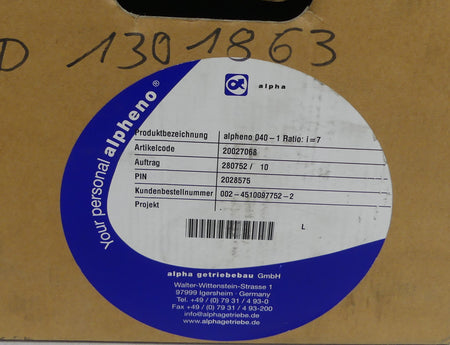 D 1301863
alpha
Your personal alpheno®
Produktbezeichnung alpheno 040-1 Ratio: i=7
Artikelcode 20027068
Auftrag 280752/ 10
PIN 2028575
Kundenbestellnummer 002-4510097752-2
Projekt .
L
alpha getriebebau GmbH
Walter-Wittenstein-Strasse 1
97999 Igersheim · Germany
Tel. +49 / (0) 79 31 / 4 93-0
Fax +49 / (0) 79 31 / 4 93-200
info@alphagetriebe.de
www.alphagetriebe.de